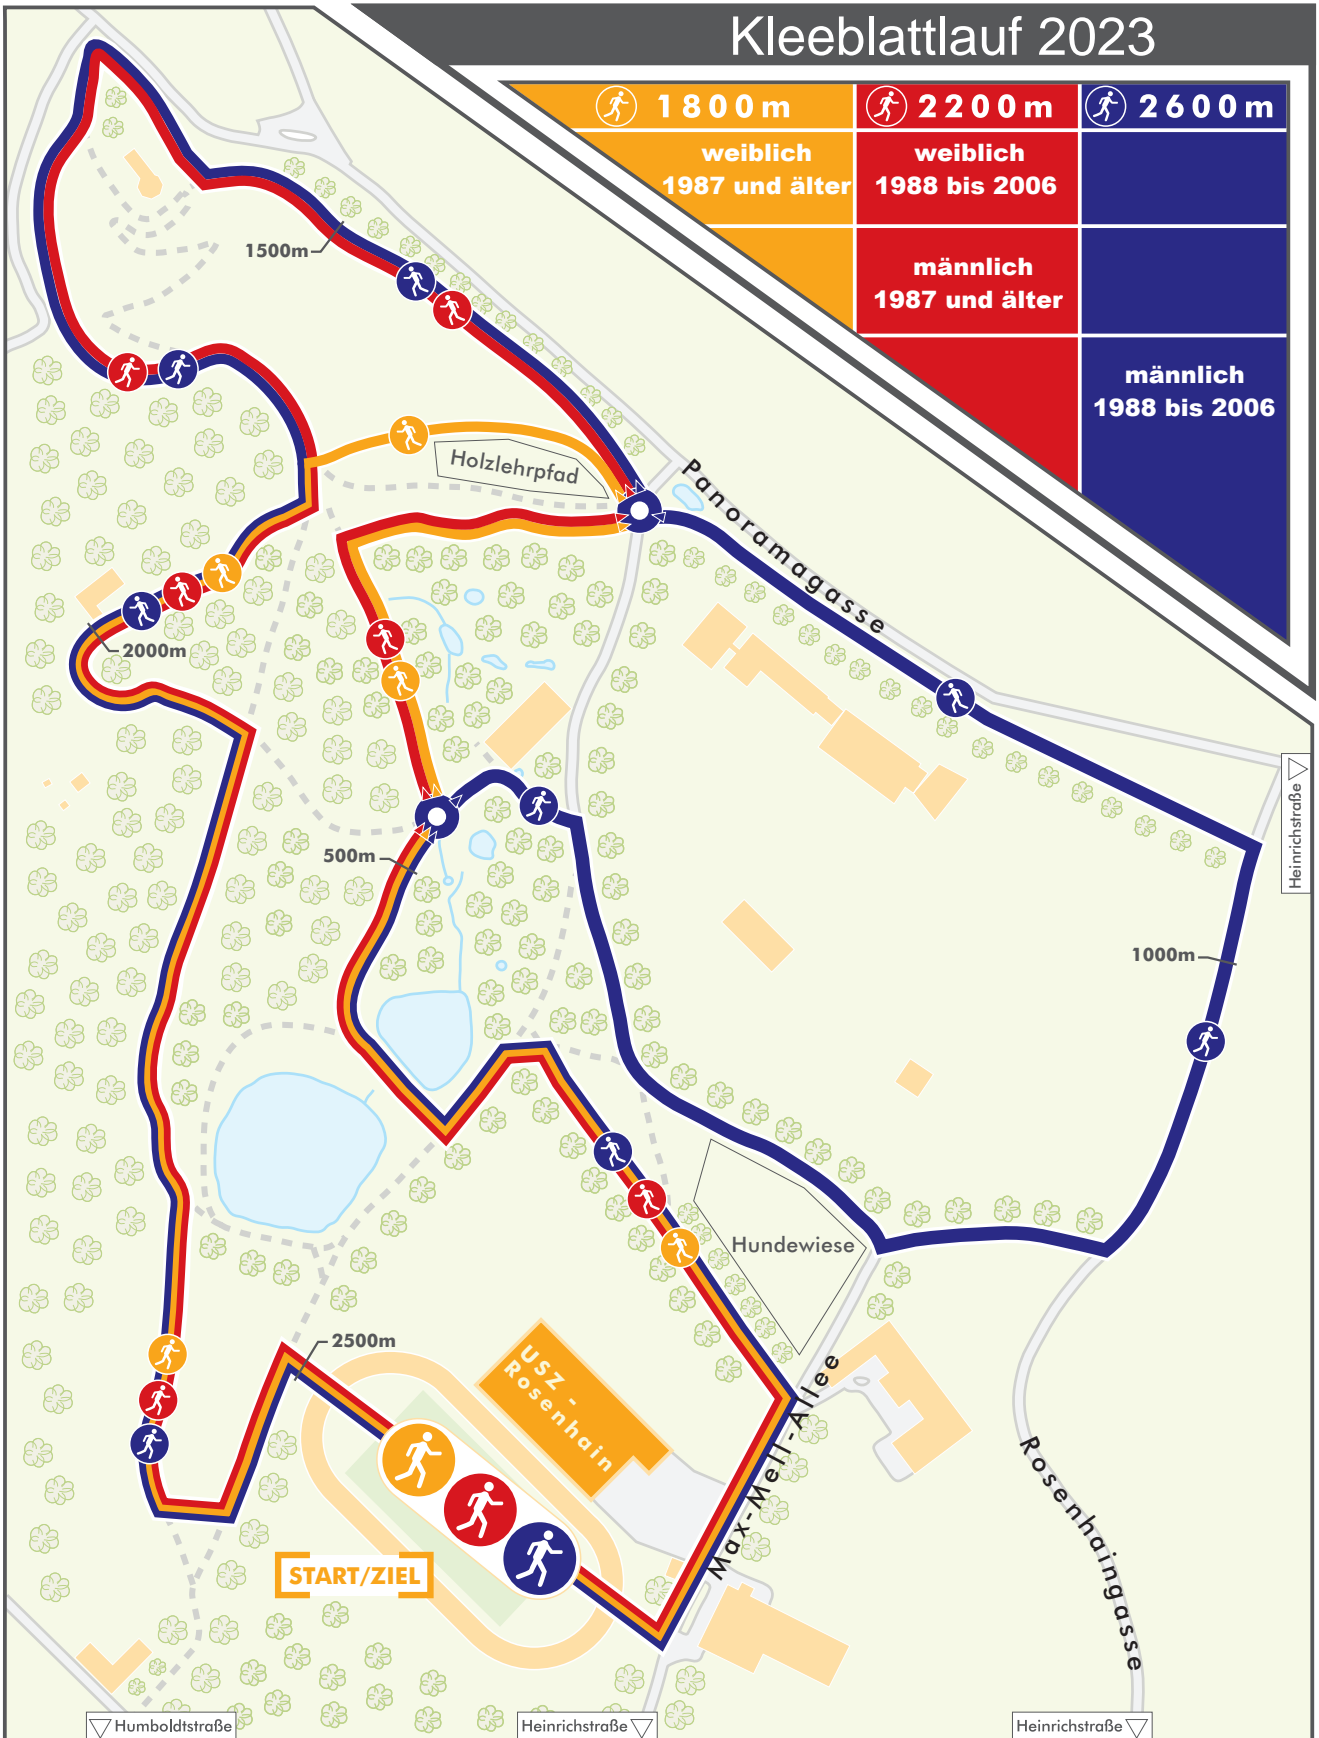 Kleeblattlauf 2023
1800m
2200m
2600m
weiblich
1987 und älter
weiblich
1988 bis 2006
männlich
1987 und älter
männlich
1988 bis 2006
1500m
Holzlehrpfad
Panoramagasse
2000m
Heinrichstraße
500m
1000m
Hundewiese
2500m
USZ -
Rosenhain
Max-Mell-Allee
Rosenhaingasse
START/ZIEL
Humboldtstraße
Heinrichstraße
Heinrichstraße